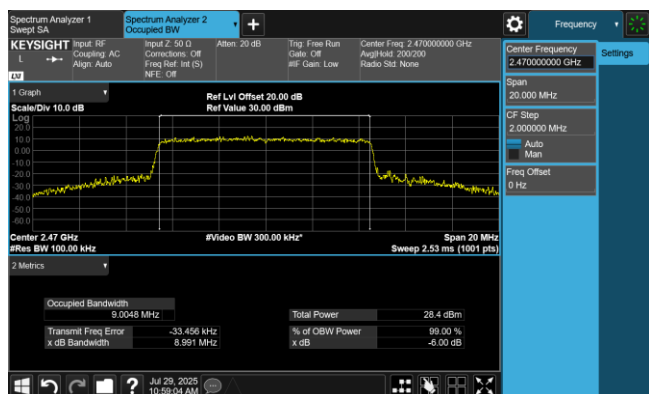 Spectrum Analyzer 1
Swept SA
Spectrum Analyzer 2
Occupied BW
Frequency
KEYSIGHT
L
LXI
Input: RF
Coupling: AC
Align: Auto
Input Z: 50 Ω
Corrections: Off
Freq Ref: Int (S)
NFE: Off
Atten: 20 dB
Trig: Free Run
Gate: Off
#IF Gain: Low
Center Freq: 2.470000000 GHz
Avg|Hold: 200/200
Radio Std: None
Center Frequency
2.470000000 GHz
Settings
Span
20.000 MHz
CF Step
2.000000 MHz
Auto
Man
Freq Offset
0 Hz
1 Graph
Scale/Div 10.0 dB
Ref Lvl Offset 20.00 dB
Ref Value 30.00 dBm
Log
20.0
10.0
0.00
-10.0
-20.0
-30.0
-40.0
-50.0
-60.0
Center 2.47 GHz
#Res BW 100.00 kHz
#Video BW 300.00 kHz*
Span 20 MHz
Sweep 2.53 ms (1001 pts)
2 Metrics
Occupied Bandwidth
9.0048 MHz
Total Power 28.4 dBm
Transmit Freq Error -33.456 kHz
% of OBW Power 99.00 %
x dB Bandwidth 8.991 MHz
x dB -6.00 dB
?
Jul 29, 2025
10:59:04 AM